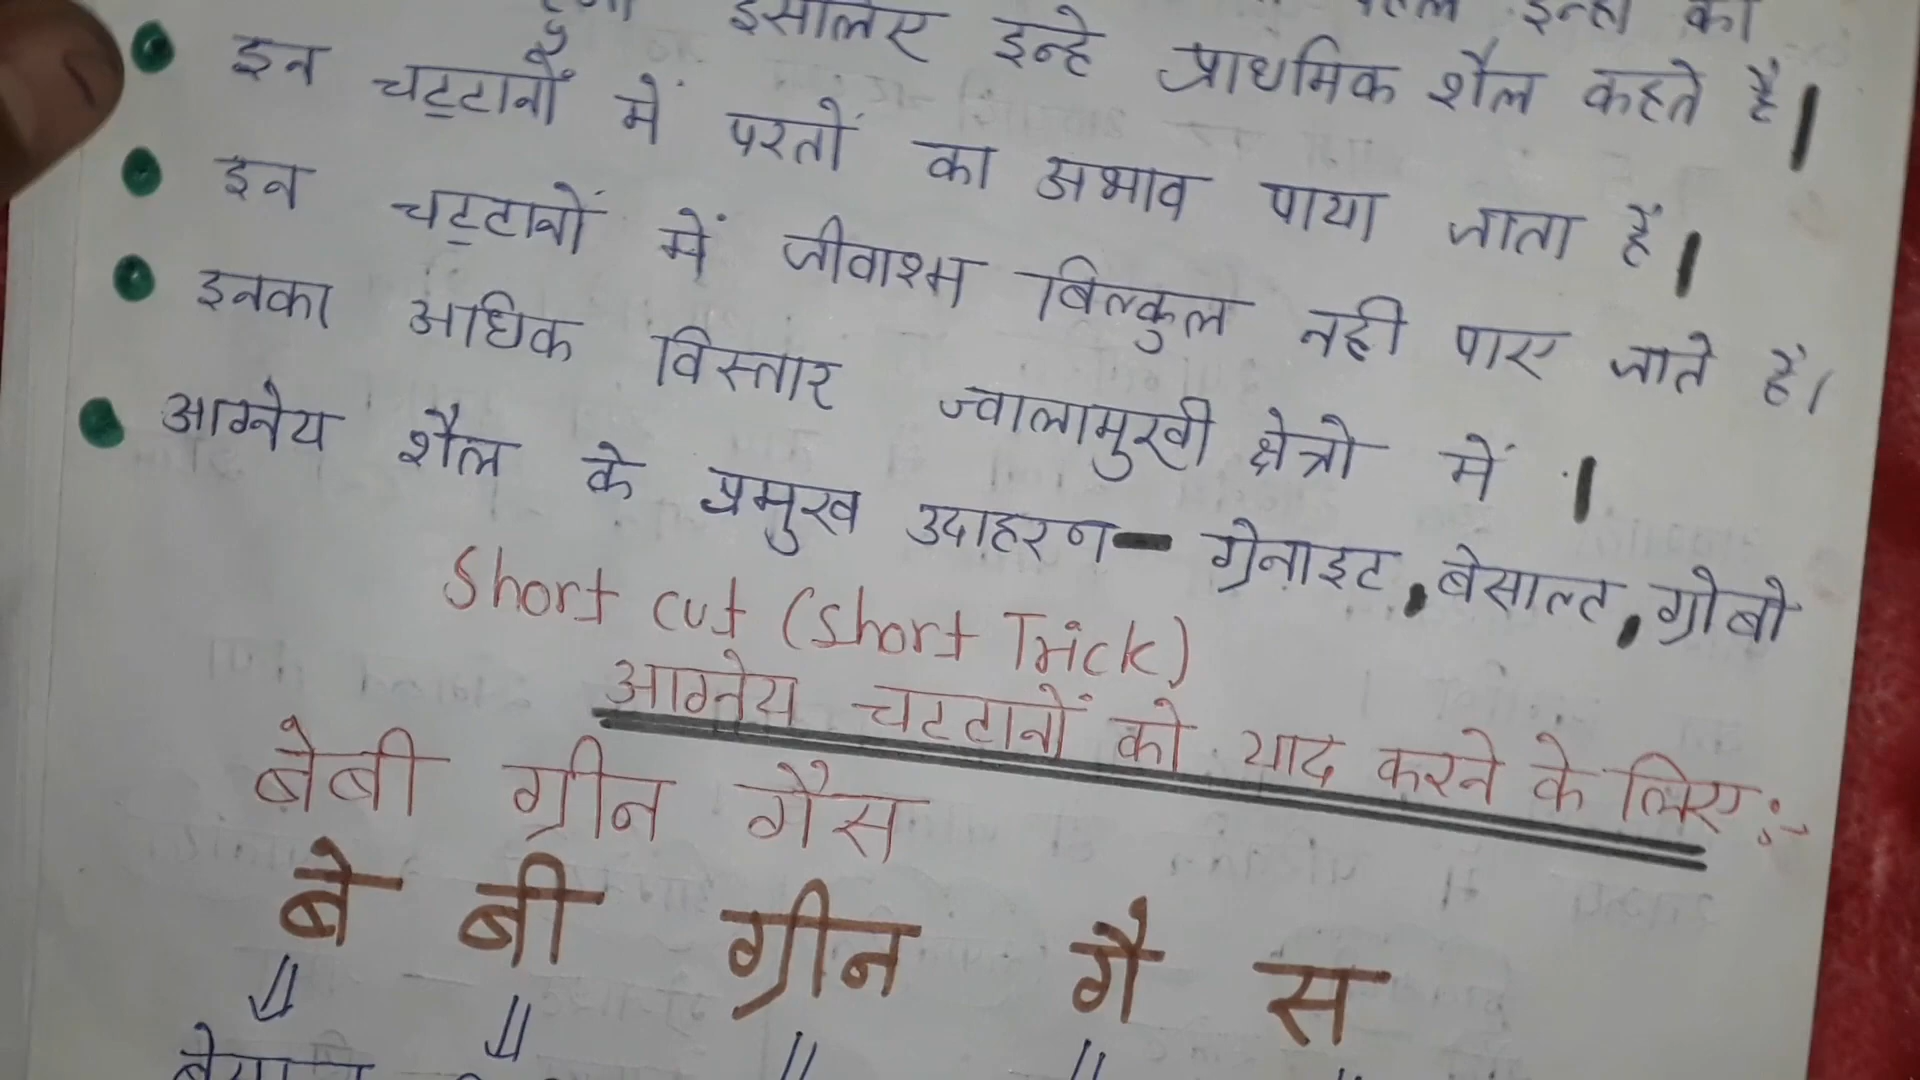 इसलिए इन्हे प्राथमिक शैल कहते है।
इन चट्टानों में परतों का अभाव पाया जाता है।
इन चट्टानों में जीवाश्म बिल्कुल नही पाए जाते है।
इनका अधिक विस्तार ज्वालामुखी क्षेत्रो में ।
आग्नेय शैल के प्रमुख उदाहरण- ग्रेनाइट, बेसाल्ट, ग्रेबो
Short cut (Short Trick)
आग्नेय चट्टानों को याद करने के लिए:-
बेबी ग्रीन गैस
बे बी ग्रीन गै स